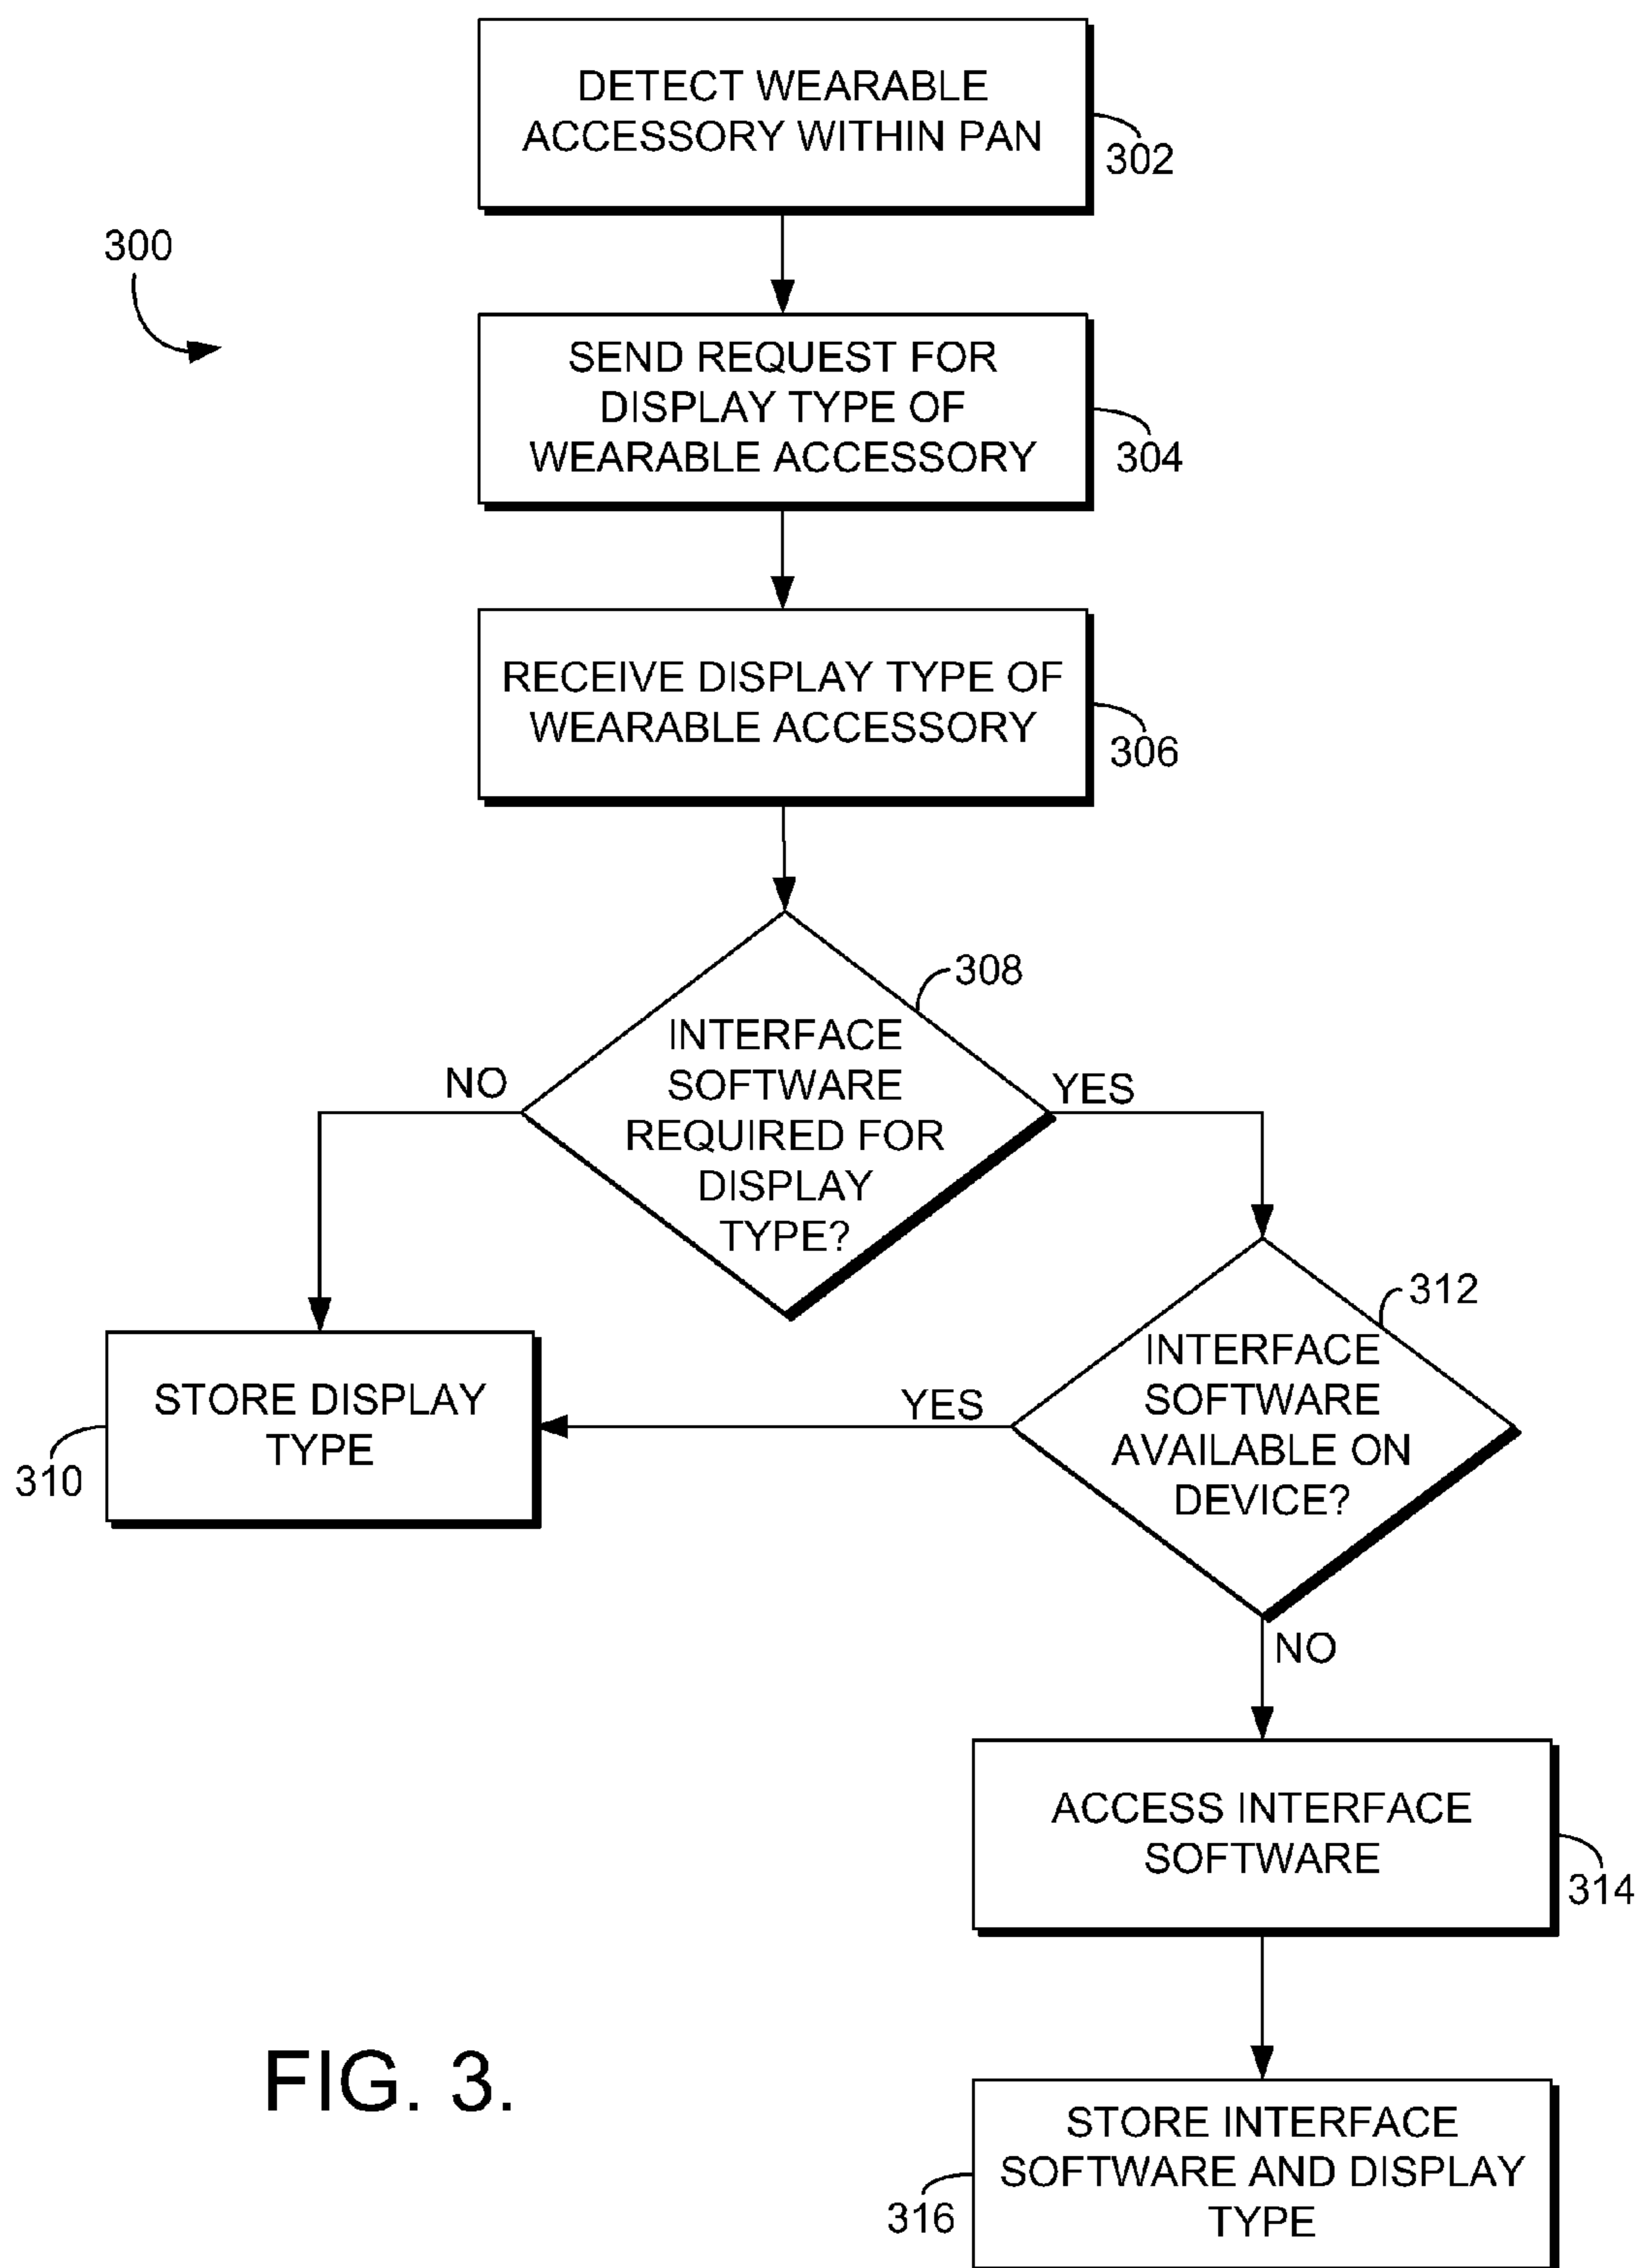 DETECT WEARABLE
ACCESSORY WITHIN PAN
302
300
SEND REQUEST FOR
DISPLAY TYPE OF
WEARABLE ACCESSORY
304
RECEIVE DISPLAY TYPE OF
WEARABLE ACCESSORY
306
308
INTERFACE
SOFTWARE
REQUIRED FOR
DISPLAY
TYPE?
NO
YES
312
INTERFACE
SOFTWARE
AVAILABLE ON
DEVICE?
YES
STORE DISPLAY
TYPE
310
NO
ACCESS INTERFACE
SOFTWARE
314
STORE INTERFACE
SOFTWARE AND DISPLAY
TYPE
316
FIG. 3.